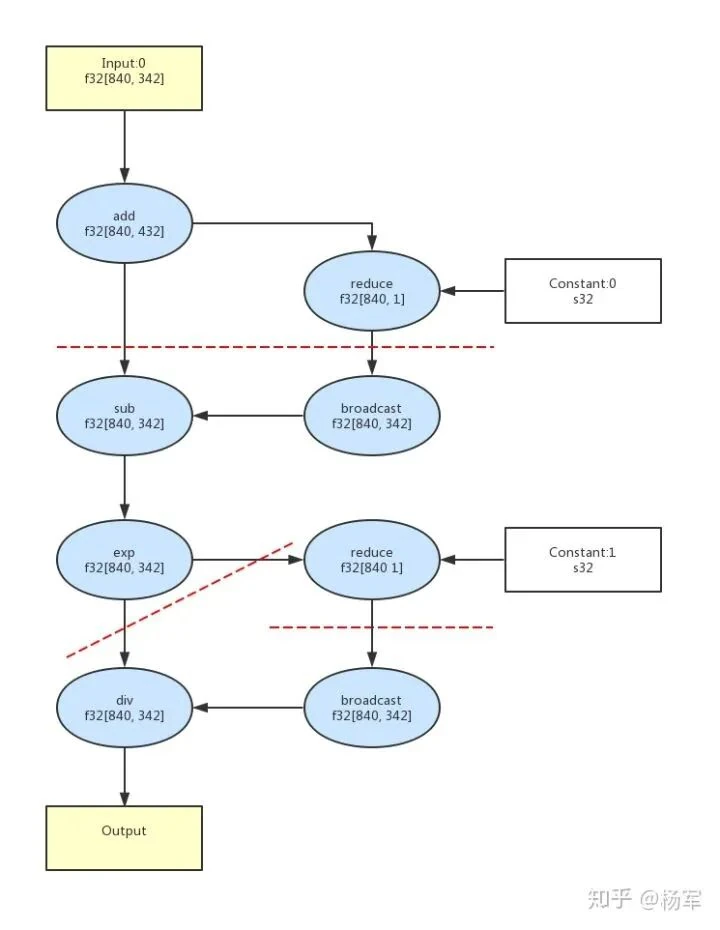 Input:0
f32[840, 342]
add
f32[840, 432]
reduce
f32[840, 1]
Constant:0
s32
sub
f32[840, 342]
broadcast
f32[840, 342]
exp
f32[840, 342]
reduce
f32[840 1]
Constant:1
s32
div
f32[840, 342]
broadcast
f32[840, 342]
Output
知乎 @杨军